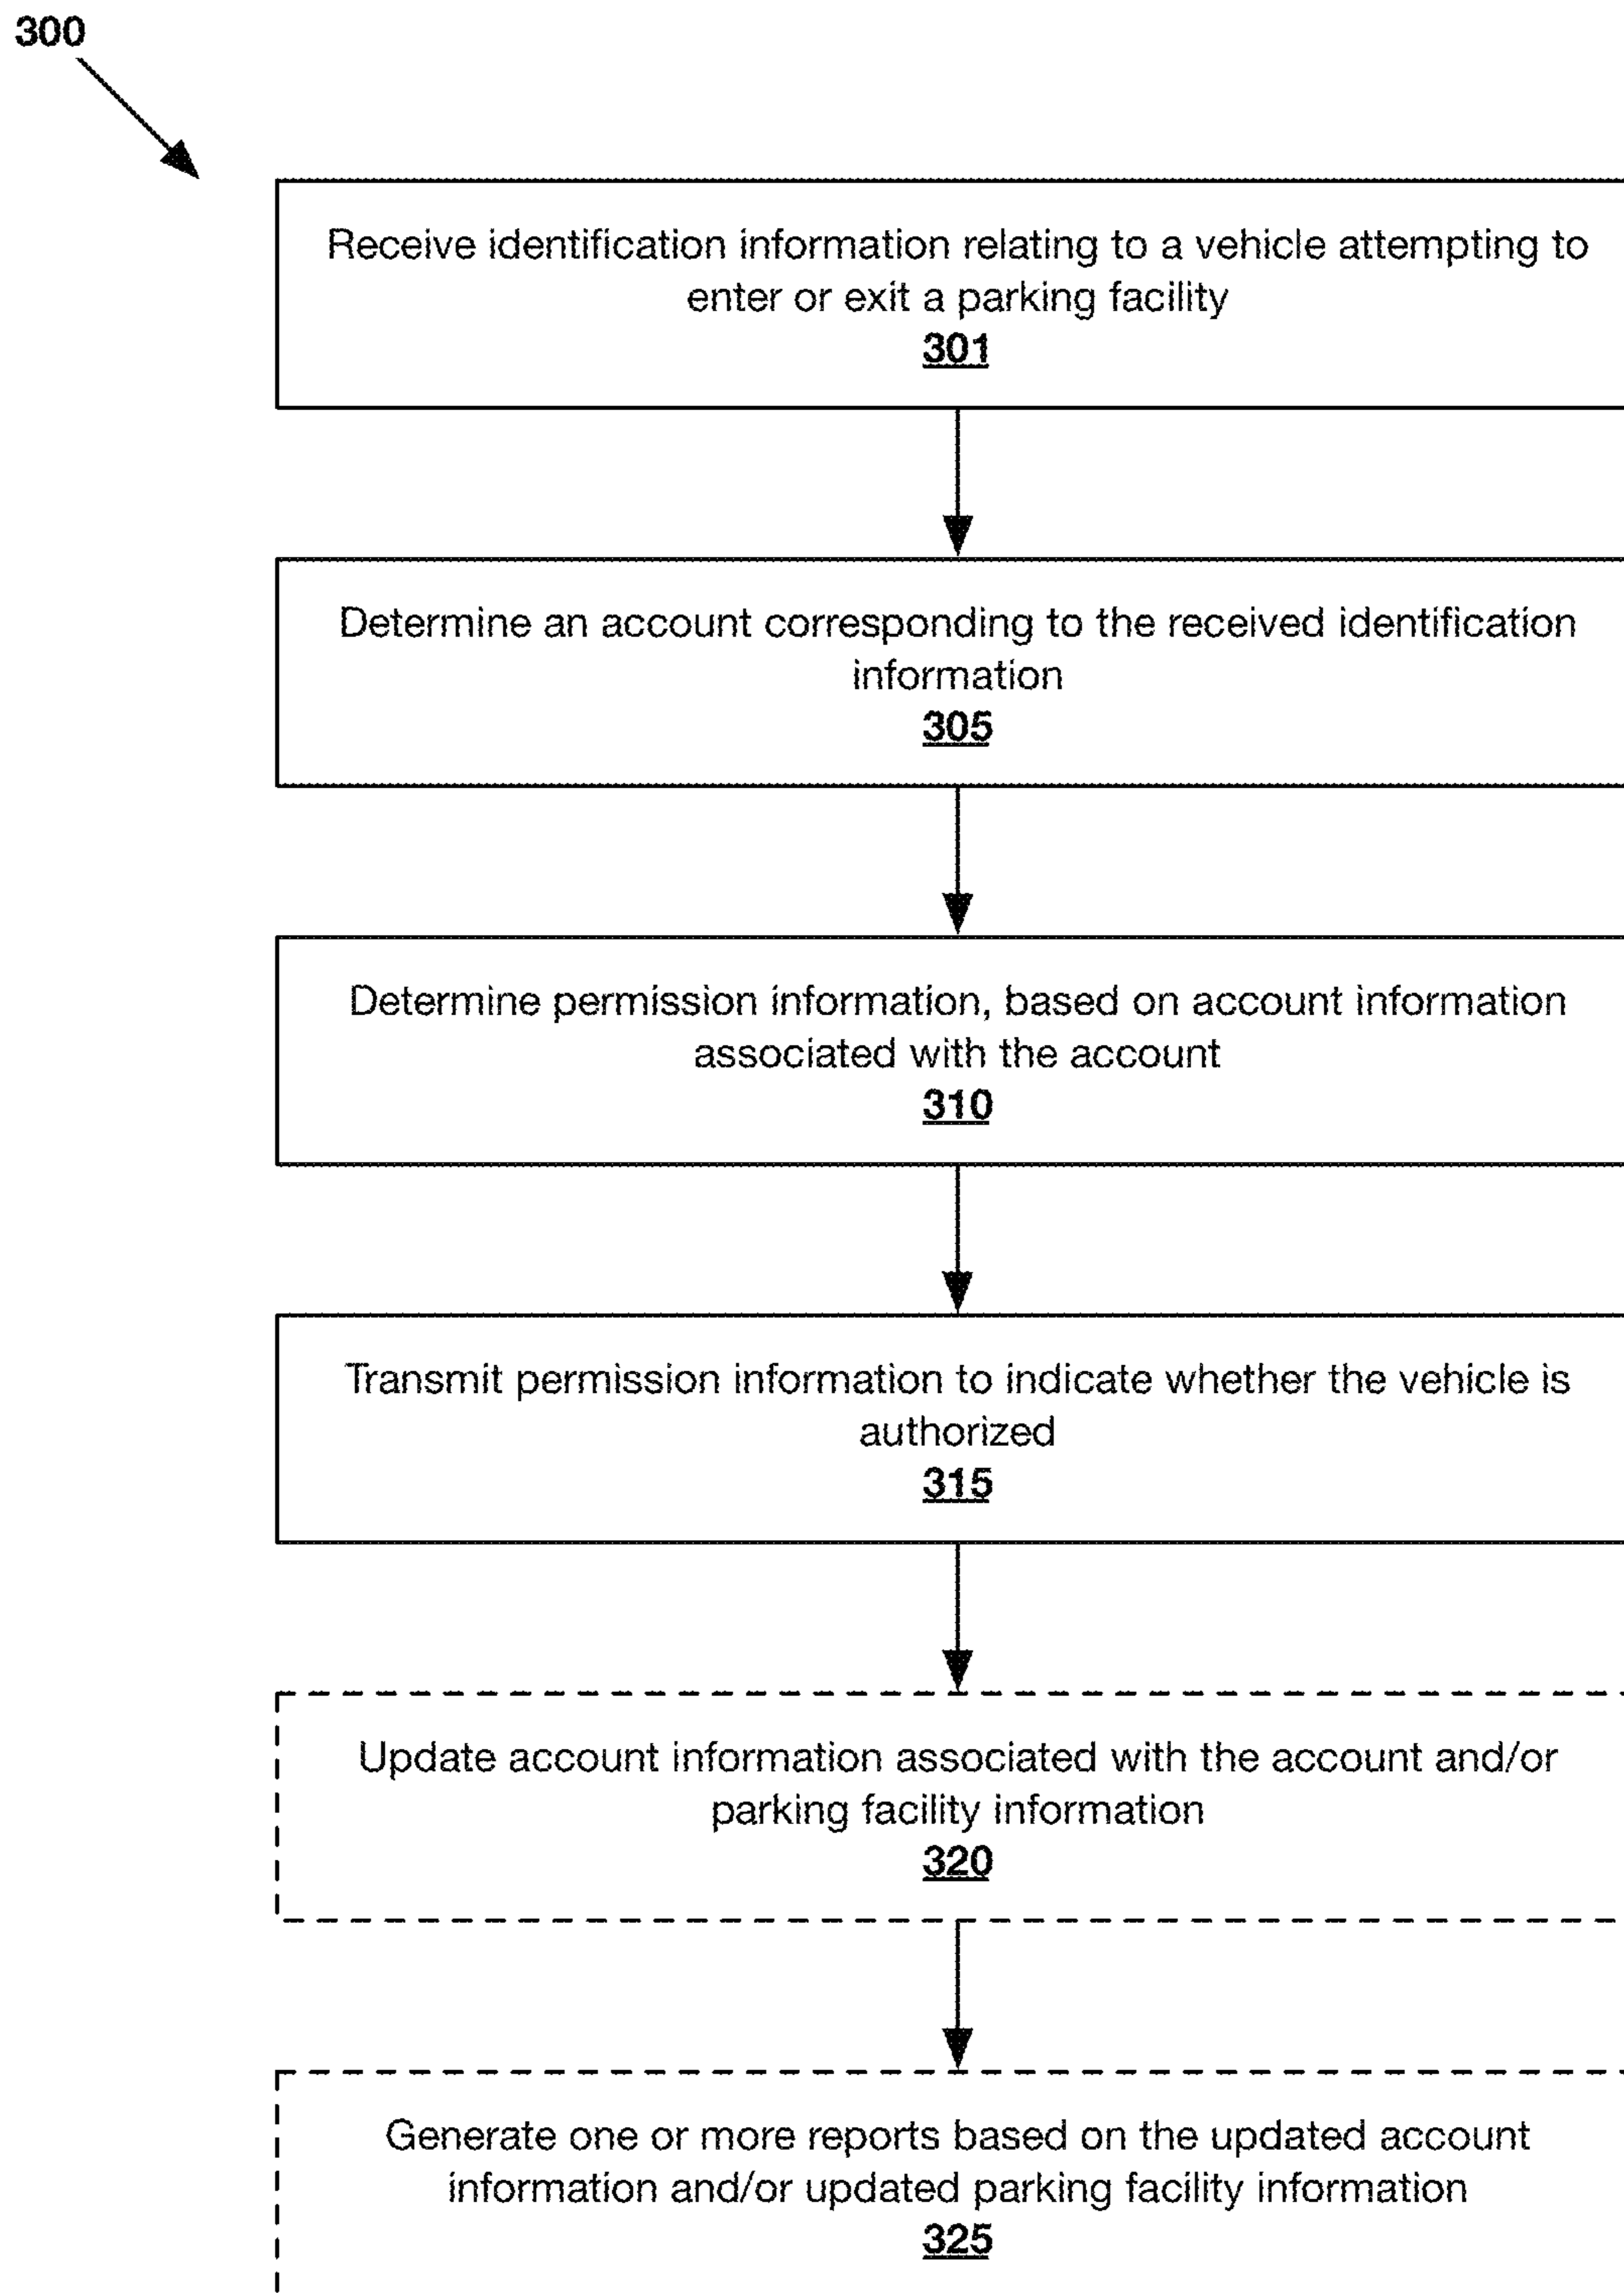 300
Receive identification information relating to a vehicle attempting to
enter or exit a parking facility
301
Determine an account corresponding to the received identification
information
305
Determine permission information, based on account information
associated with the account
310
Transmit permission information to indicate whether the vehicle is
authorized
315
Update account information associated with the account and/or
parking facility information
320
Generate one or more reports based on the updated account
information and/or updated parking facility information
325